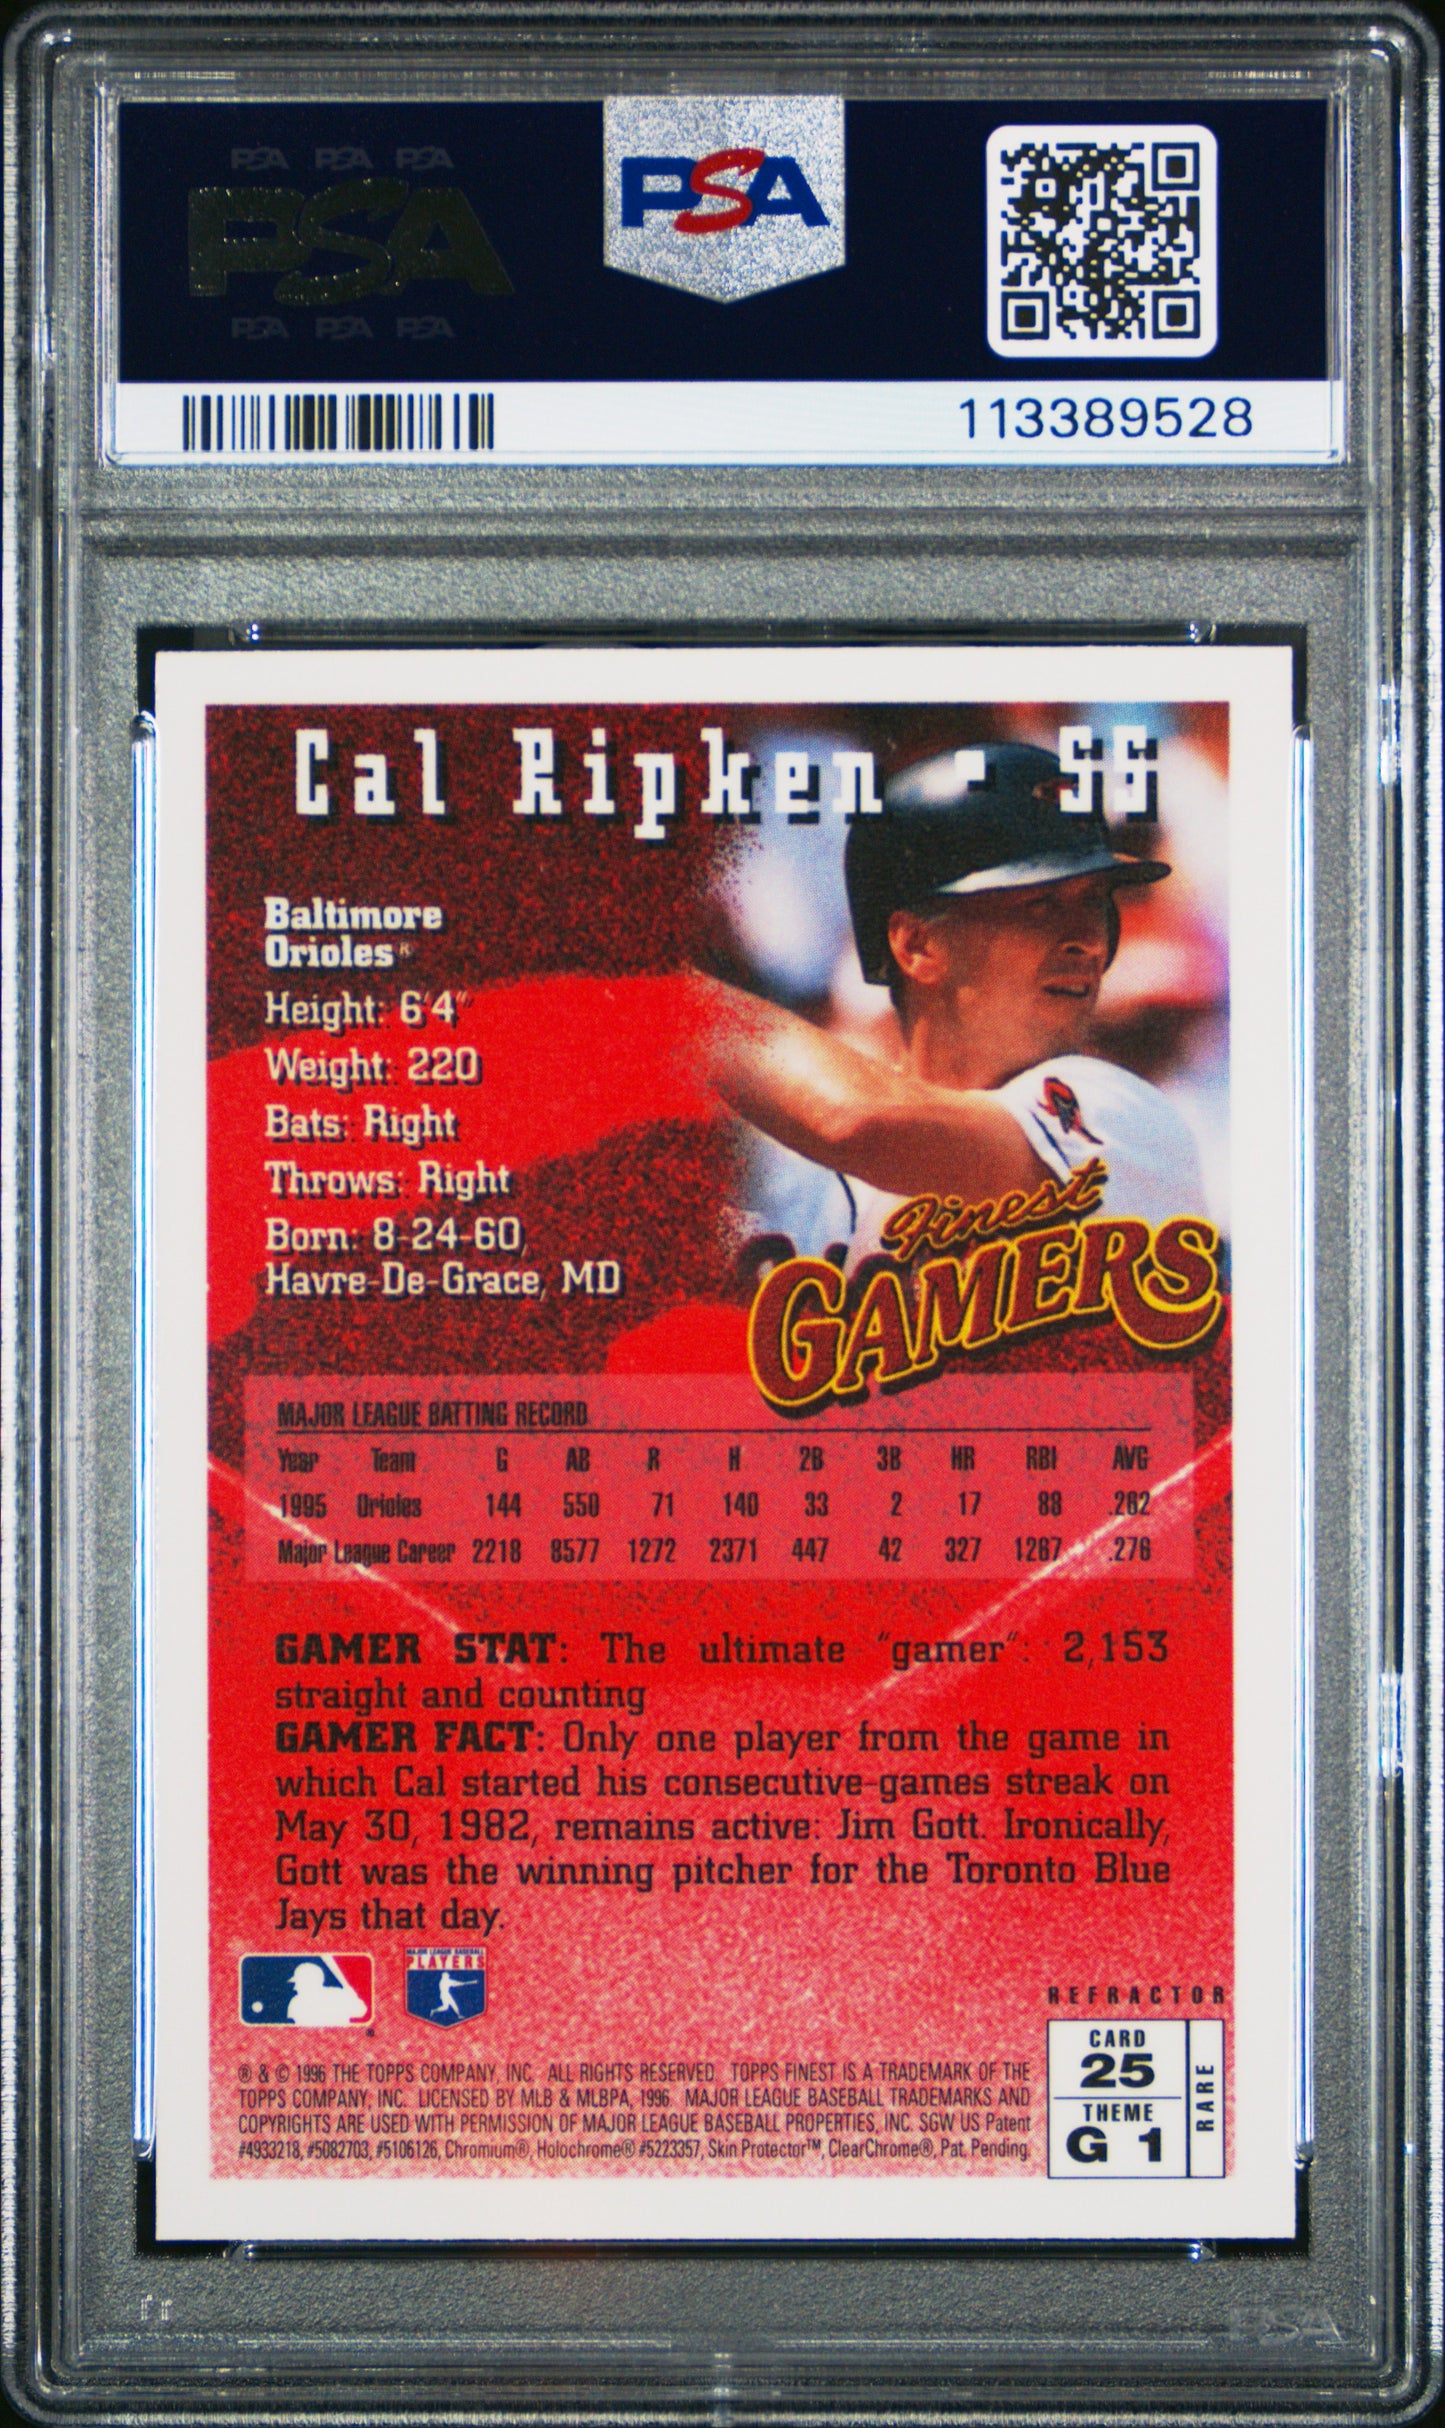 PSA PSA PSA
PSA
PSA PSA PSA
PSA
113389528
Cal Ripken • SS
Baltimore
Orioles®
Height: 6'4"
Weight: 220
Bats: Right
Throws: Right
Born: 8-24-60,
Havre-De-Grace, MD
Finest
GAMERS
MAJOR LEAGUE BATTING RECORD
Year Team G AB R H 2B 3B HR RBI AVG
1995 Orioles 144 550 71 140 33 2 17 88 .262
Major League Career 2218 8577 1272 2371 447 42 327 1267 .276
GAMER STAT: The ultimate "gamer": 2,153
straight and counting
GAMER FACT: Only one player from the game in
which Cal started his consecutive-games streak on
May 30, 1982, remains active: Jim Gott. Ironically,
Gott was the winning pitcher for the Toronto Blue
Jays that day.
MAJOR LEAGUE BASEBALL
PLAYERS
REFRACTOR
CARD
25
THEME
G 1
RARE
® & © 1996 THE TOPPS COMPANY, INC. ALL RIGHTS RESERVED. TOPPS FINEST IS A TRADEMARK OF THE
TOPPS COMPANY, INC. LICENSED BY MLB & MLBPA, 1996. MAJOR LEAGUE BASEBALL TRADEMARKS AND
COPYRIGHTS ARE USED WITH PERMISSION OF MAJOR LEAGUE BASEBALL PROPERTIES, INC. SGW US Patent
#4933218, #5082703, #5106126, Chromium®, Holochrome® #5223357, Skin Protector™, ClearChrome®, Pat. Pending.
PSA